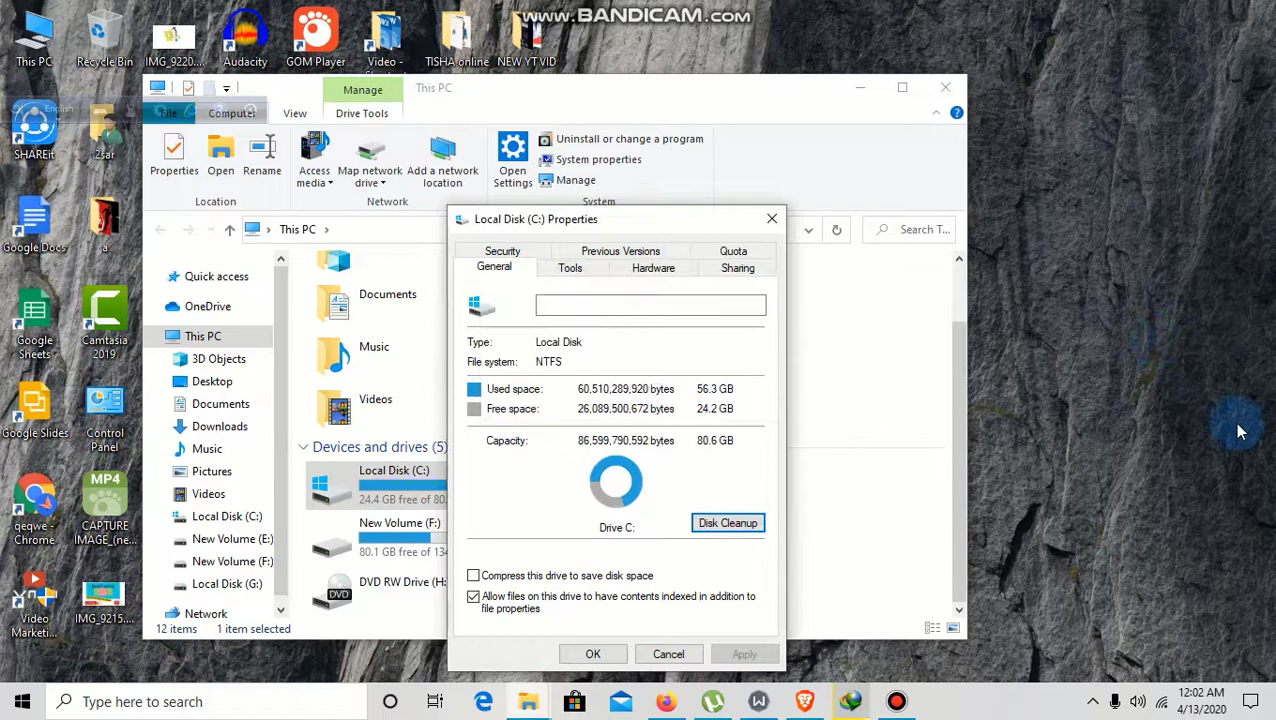 www.BANDICAM.com
This PC
Recycle Bin
IMG_9220....
Audacity
GOM Player
Video -
TISHA online
NEW YT VID
Manage
This PC
English
File
Computer
View
Drive Tools
SHAREit
2sar
Properties
Open
Rename
Access media
Map network drive
Add a network location
Open Settings
Uninstall or change a program
System properties
Manage
Location
Network
System
Google Docs
a
This PC
Search T...
Local Disk (C:) Properties
Security
Previous Versions
Quota
General
Tools
Hardware
Sharing
Quick access
OneDrive
This PC
3D Objects
Desktop
Documents
Downloads
Music
Pictures
Videos
Local Disk (C:)
New Volume (E:)
New Volume (F:)
Local Disk (G:)
Network
Documents
Music
Videos
Devices and drives (5)
Local Disk (C:)
24.4 GB free of 80.
New Volume (F:)
80.1 GB free of 134
DVD RW Drive (H:
DVD
Type: Local Disk
File system: NTFS
Used space: 60,510,289,920 bytes 56.3 GB
Free space: 26,089,500,672 bytes 24.2 GB
Capacity: 86,599,790,592 bytes 80.6 GB
Drive C:
Disk Cleanup
Compress this drive to save disk space
Allow files on this drive to have contents indexed in addition to
file properties
OK
Cancel
Apply
12 items
1 item selected
Google Sheets
Camtasia 2019
Google Slides
Control Panel
qeqwe - Chrome
MP4
CAPTURE IMAGE_(ne...
Video Marketi...
IMG_9215....
Type here to search
12:02 AM
4/13/2020